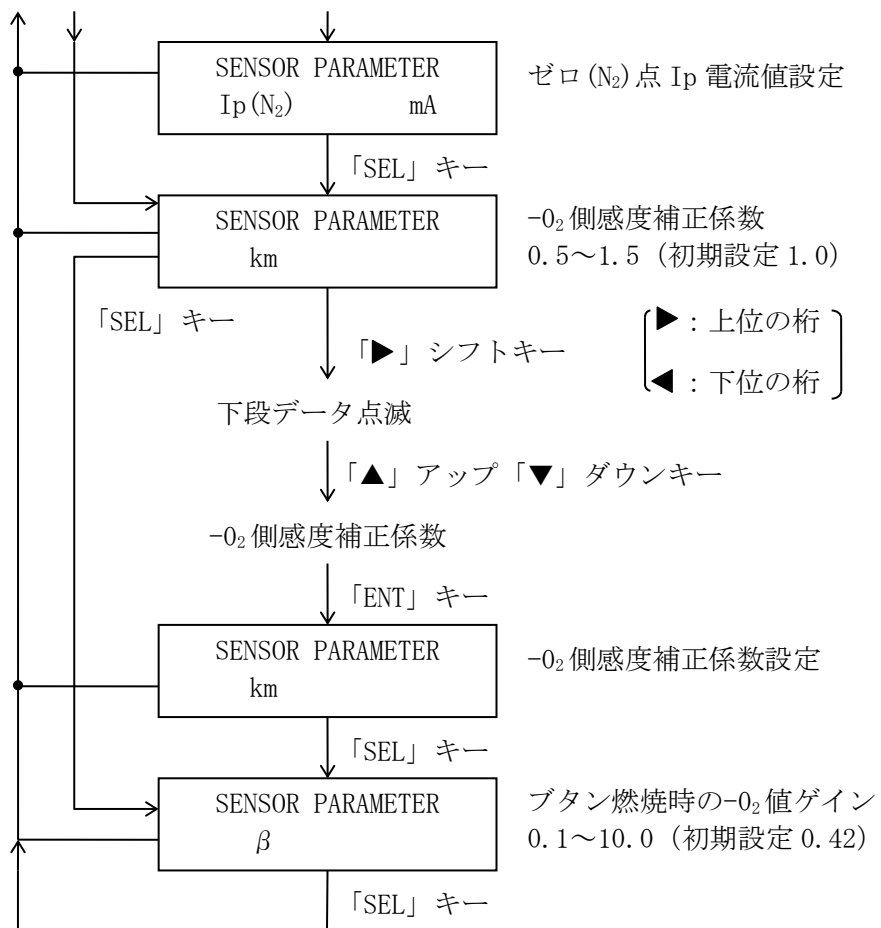 SENSOR PARAMETER
Ip(N₂) mA
ゼロ(N₂)点 Ip 電流値設定
「SEL」キー
SENSOR PARAMETER
km
-O₂側感度補正係数
0.5～1.5 (初期設定 1.0)
「SEL」キー
「▶」シフトキー
▶:上位の桁
◀:下位の桁
下段データ点滅
「▲」アップ「▼」ダウンキー
-O₂側感度補正係数
「ENT」キー
SENSOR PARAMETER
km
-O₂側感度補正係数設定
「SEL」キー
SENSOR PARAMETER
β
ブタン燃焼時の-O₂値ゲイン
0.1～10.0 (初期設定 0.42)
「SEL」キー